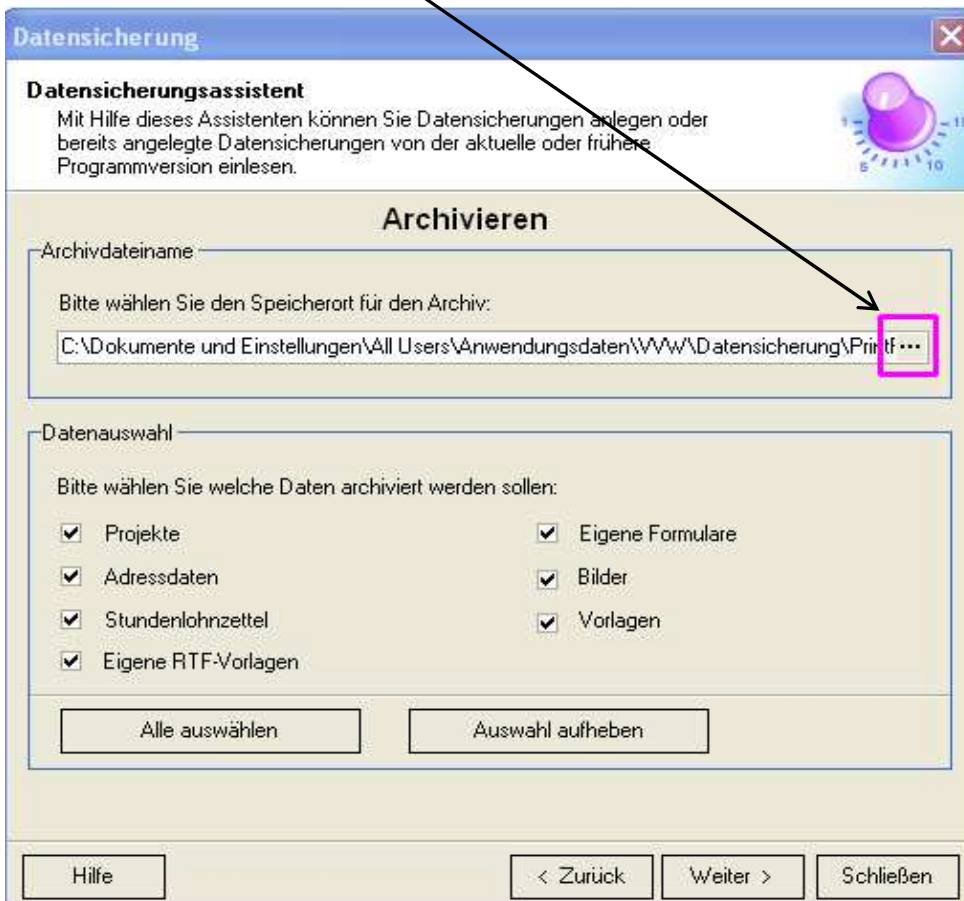 Datensicherung
Datensicherungsassistent
Mit Hilfe dieses Assistenten können Sie Datensicherungen anlegen oder
bereits angelegte Datensicherungen von der aktuelle oder frühere
Programmversion einlesen.
5
10
Archivieren
Archivdateiname
Bitte wählen Sie den Speicherort für den Archiv:
C:\Dokumente und Einstellungen\All Users\Anwendungsdaten\VVW\Datensicherung\Printf ...
Datenauswahl
Bitte wählen Sie welche Daten archiviert werden sollen:
Projekte
Eigene Formulare
Adressdaten
Bilder
Stundenlohnzettel
Vorlagen
Eigene RTF-Vorlagen
Alle auswählen
Auswahl aufheben
Hilfe
< Zurück
Weiter >
Schließen